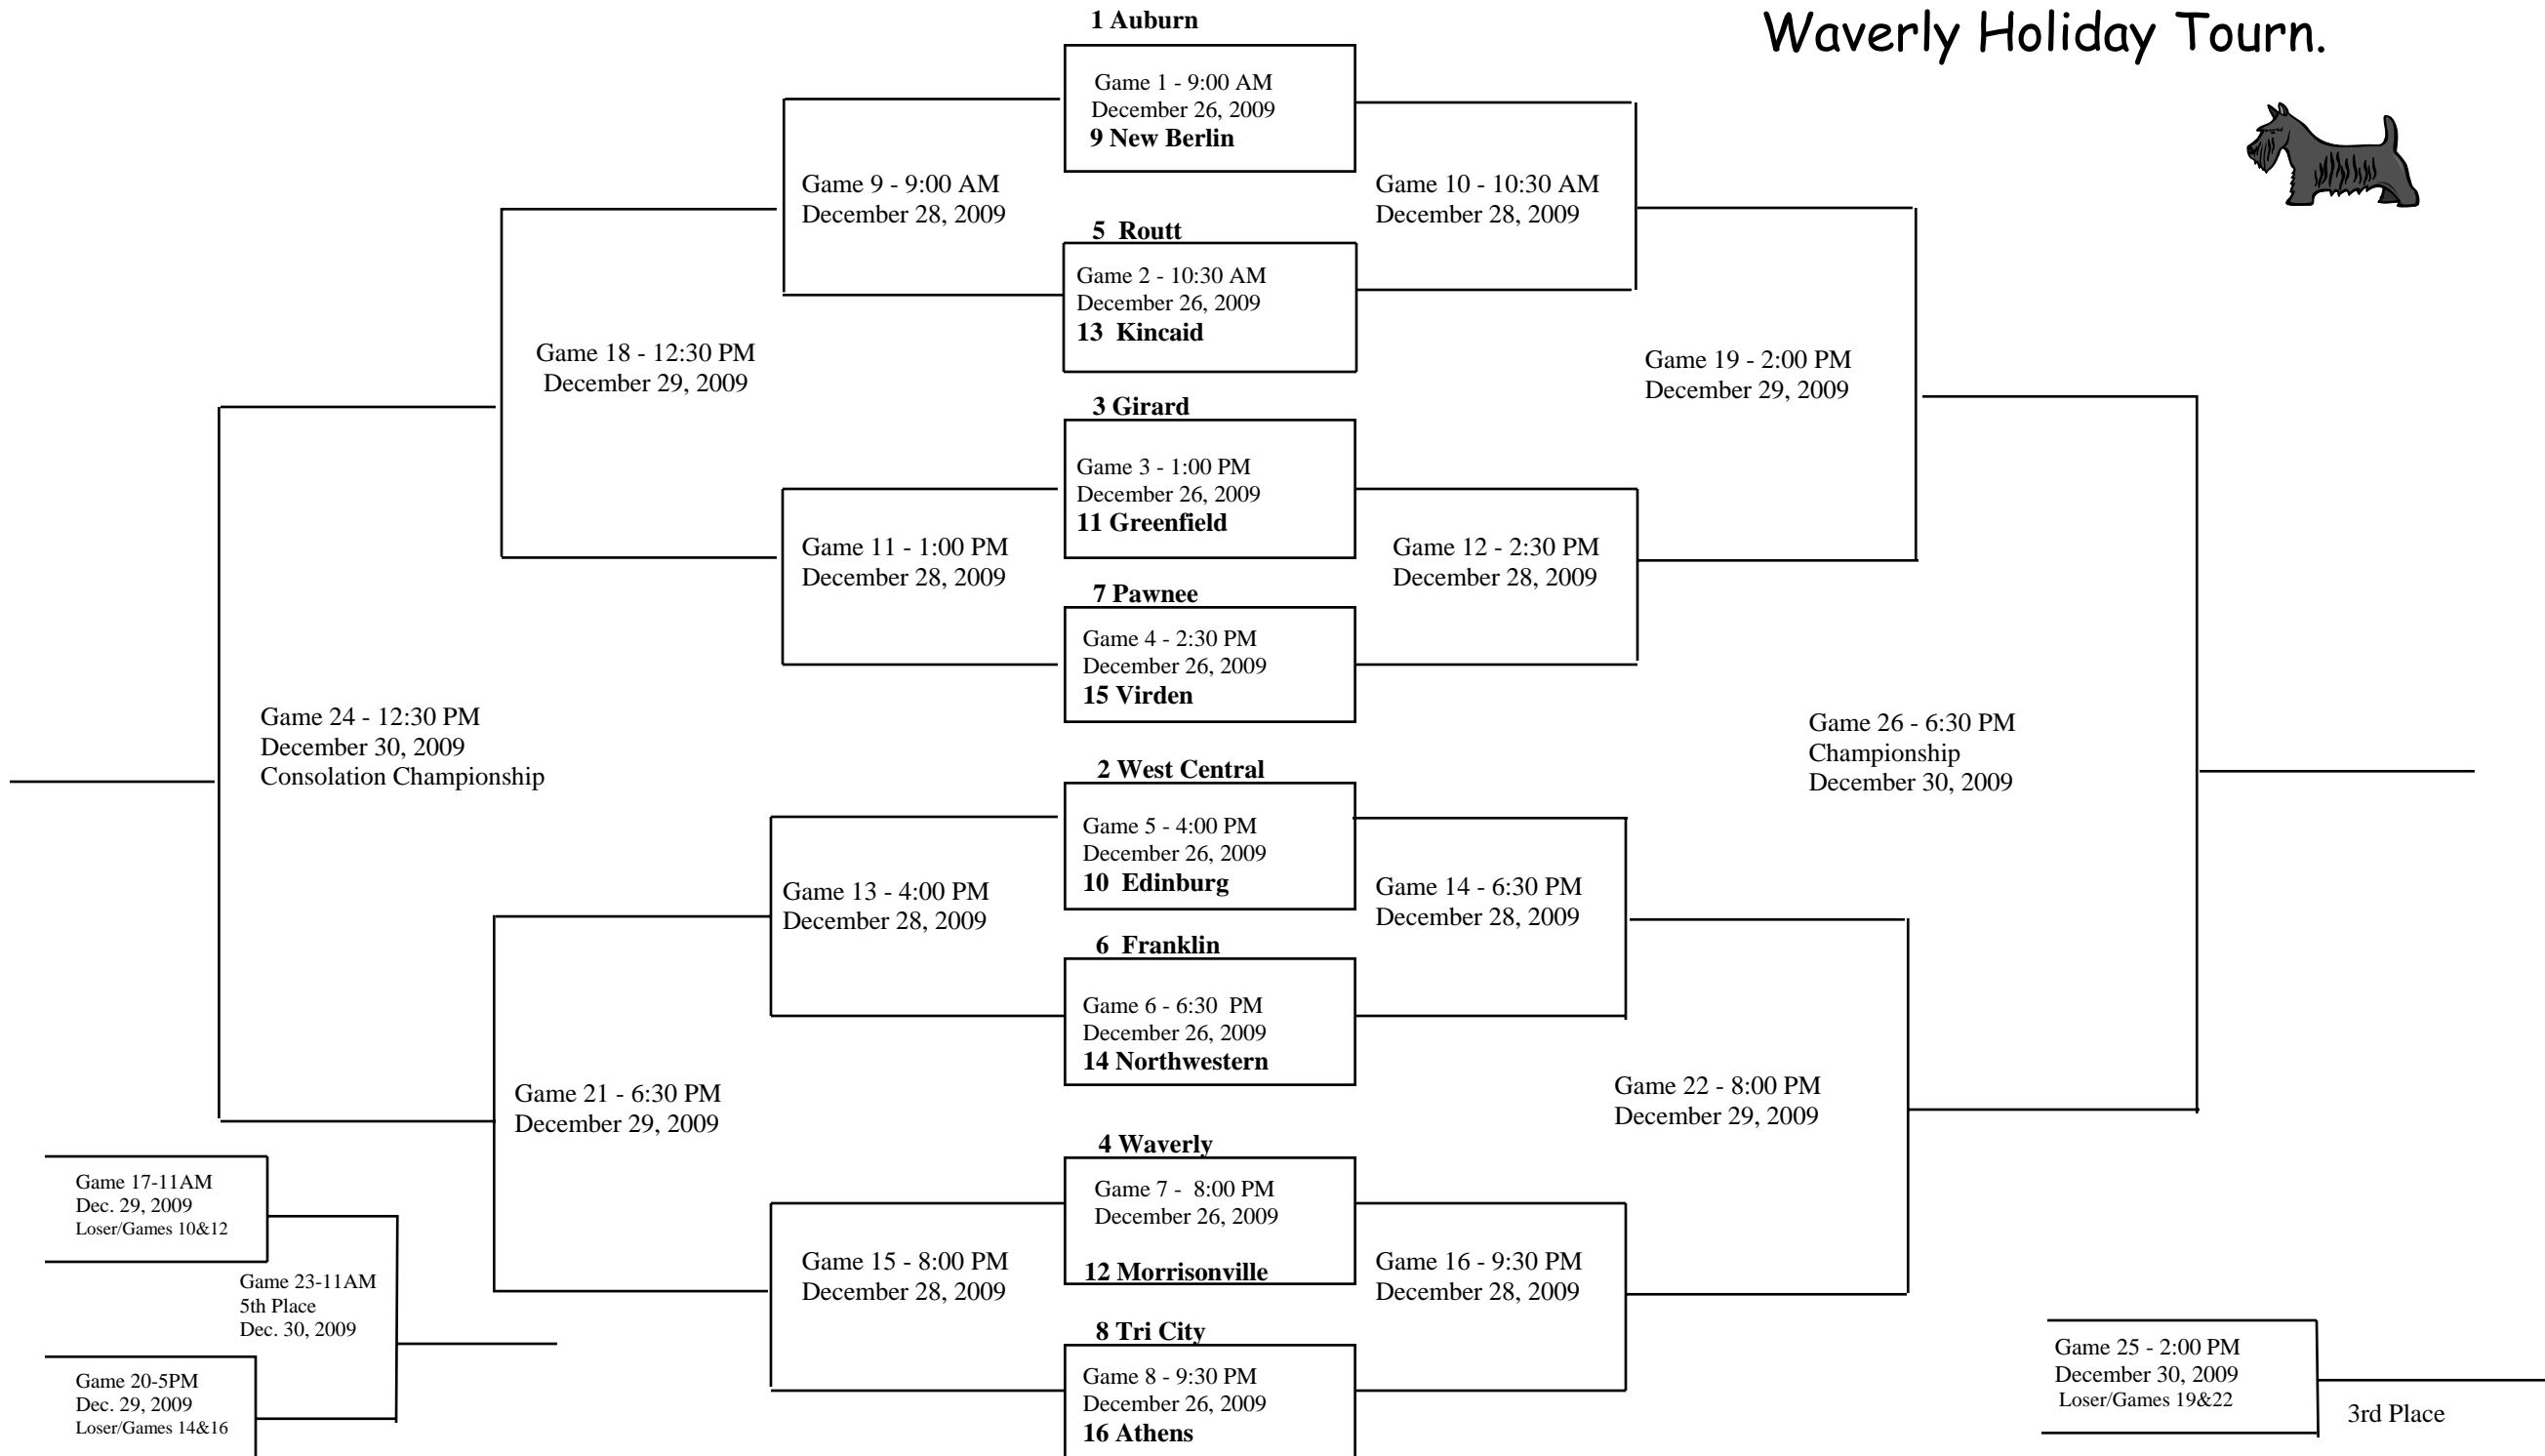 1 Auburn
Waverly Holiday Tourn.
Game 1 - 9:00 AM
December 26, 2009
9 New Berlin
Game 9 - 9:00 AM
December 28, 2009
Game 10 - 10:30 AM
December 28, 2009
5 Routt
Game 2 - 10:30 AM
December 26, 2009
13 Kincaid
Game 18 - 12:30 PM
December 29, 2009
Game 19 - 2:00 PM
December 29, 2009
3 Girard
Game 3 - 1:00 PM
December 26, 2009
11 Greenfield
Game 11 - 1:00 PM
December 28, 2009
Game 12 - 2:30 PM
December 28, 2009
7 Pawnee
Game 4 - 2:30 PM
December 26, 2009
15 Virden
Game 24 - 12:30 PM
December 30, 2009
Consolation Championship
Game 26 - 6:30 PM
Championship
December 30, 2009
2 West Central
Game 5 - 4:00 PM
December 26, 2009
10 Edinburg
Game 13 - 4:00 PM
December 28, 2009
Game 14 - 6:30 PM
December 28, 2009
6 Franklin
Game 6 - 6:30 PM
December 26, 2009
14 Northwestern
Game 21 - 6:30 PM
December 29, 2009
Game 22 - 8:00 PM
December 29, 2009
4 Waverly
Game 7 - 8:00 PM
December 26, 2009
12 Morrisonville
Game 17-11AM
Dec. 29, 2009
Loser/Games 10&12
Game 15 - 8:00 PM
December 28, 2009
Game 16 - 9:30 PM
December 28, 2009
Game 23-11AM
5th Place
Dec. 30, 2009
8 Tri City
Game 8 - 9:30 PM
December 26, 2009
16 Athens
Game 20-5PM
Dec. 29, 2009
Loser/Games 14&16
Game 25 - 2:00 PM
December 30, 2009
Loser/Games 19&22
3rd Place